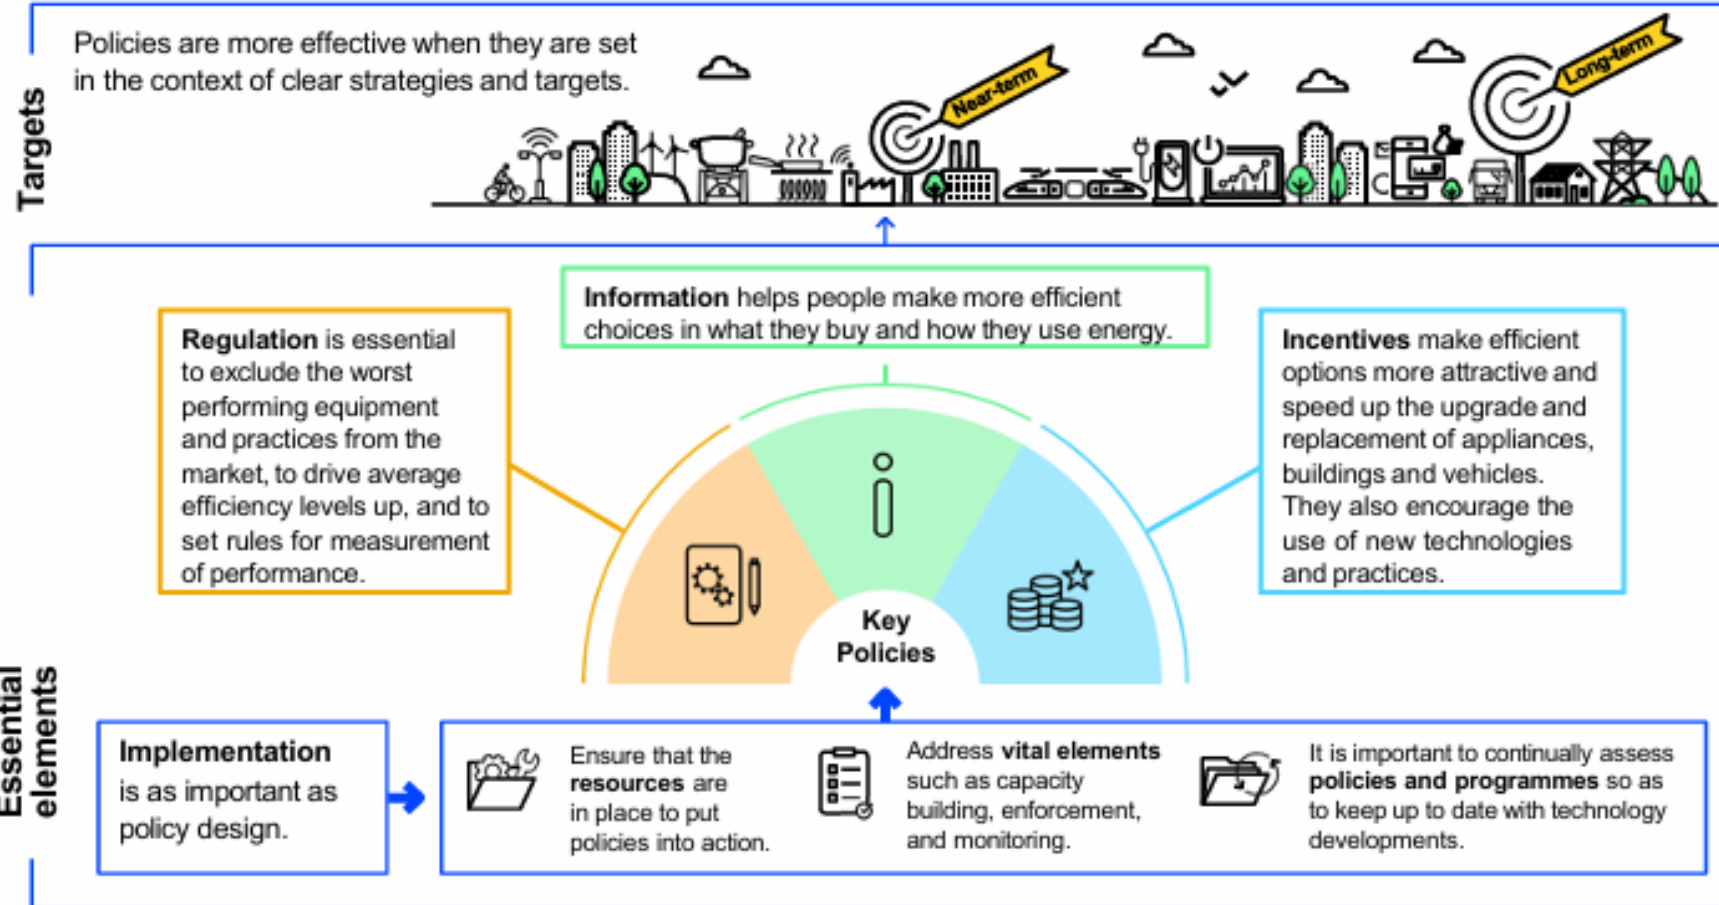 Targets
Policies are more effective when they are set
in the context of clear strategies and targets.
Near-term
Long-term
Information helps people make more efficient
choices in what they buy and how they use energy.
Regulation is essential
to exclude the worst
performing equipment
and practices from the
market, to drive average
efficiency levels up, and to
set rules for measurement
of performance.
Incentives make efficient
options more attractive and
speed up the upgrade and
replacement of appliances,
buildings and vehicles.
They also encourage the
use of new technologies
and practices.
Key
Policies
Essential
elements
Implementation
is as important as
policy design.
Ensure that the
resources are
in place to put
policies into action.
Address vital elements
such as capacity
building, enforcement,
and monitoring.
It is important to continually assess
policies and programmes so as
to keep up to date with technology
developments.